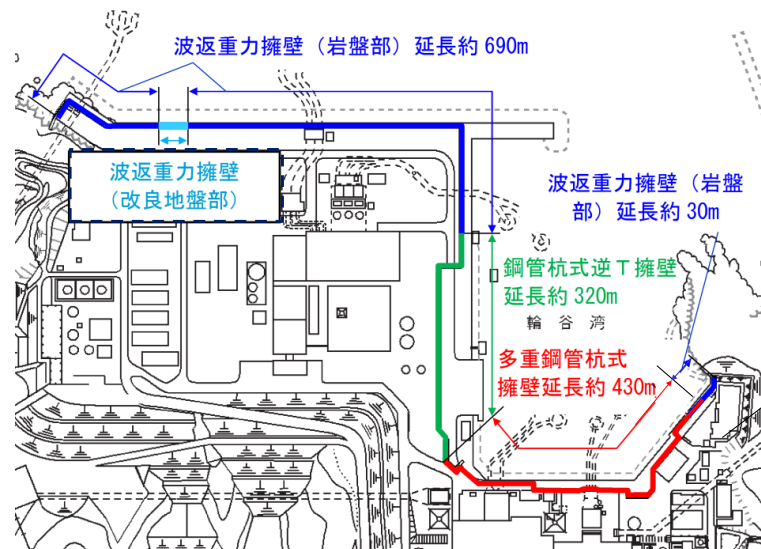 波返重力擁壁（岩盤部）延長約 690m
波返重力擁壁
（改良地盤部）
波返重力擁壁（岩盤
部）延長約 30m
鋼管杭式逆Ｔ擁壁
延長約 320m
輪谷湾
多重鋼管杭式
擁壁延長約 430m